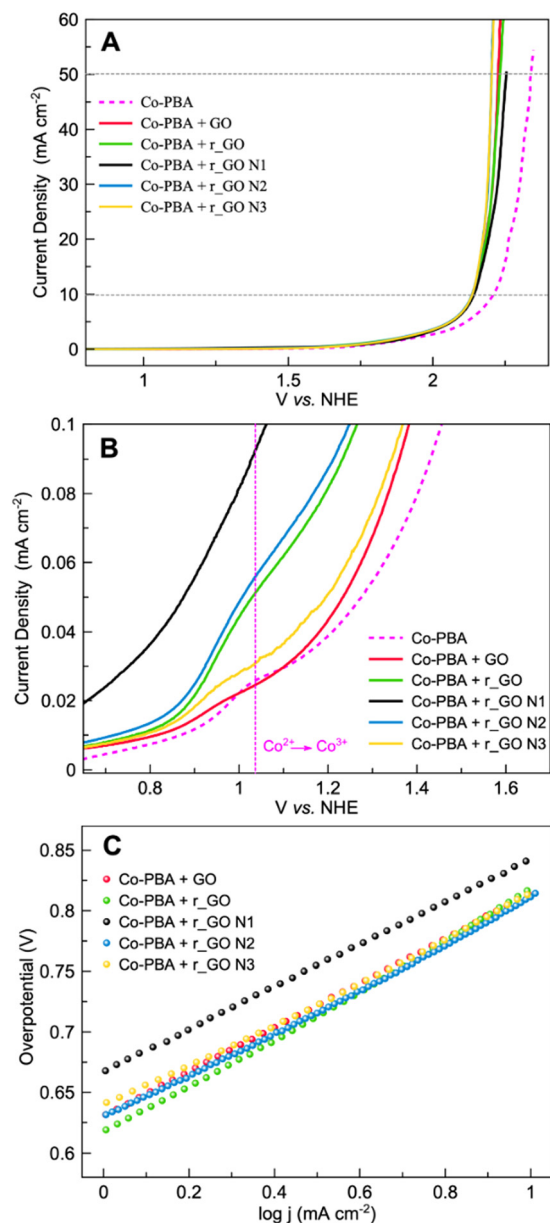 A
60
50
40
30
20
10
0
Current Density (mA cm⁻²)
Co-PBA
Co-PBA + GO
Co-PBA + r_GO
Co-PBA + r_GO N1
Co-PBA + r_GO N2
Co-PBA + r_GO N3
1
1.5
2
V vs. NHE
B
0.1
0.08
0.06
0.04
0.02
0
Current Density (mA cm⁻²)
Co-PBA
Co-PBA + GO
Co-PBA + r_GO
Co-PBA + r_GO N1
Co-PBA + r_GO N2
Co-PBA + r_GO N3
Co²⁺→ Co³⁺
0.8
1
1.2
1.4
1.6
V vs. NHE
C
0.85
0.8
0.75
0.7
0.65
0.6
Overpotential (V)
Co-PBA + GO
Co-PBA + r_GO
Co-PBA + r_GO N1
Co-PBA + r_GO N2
Co-PBA + r_GO N3
0
0.2
0.4
0.6
0.8
1
log j (mA cm⁻²)